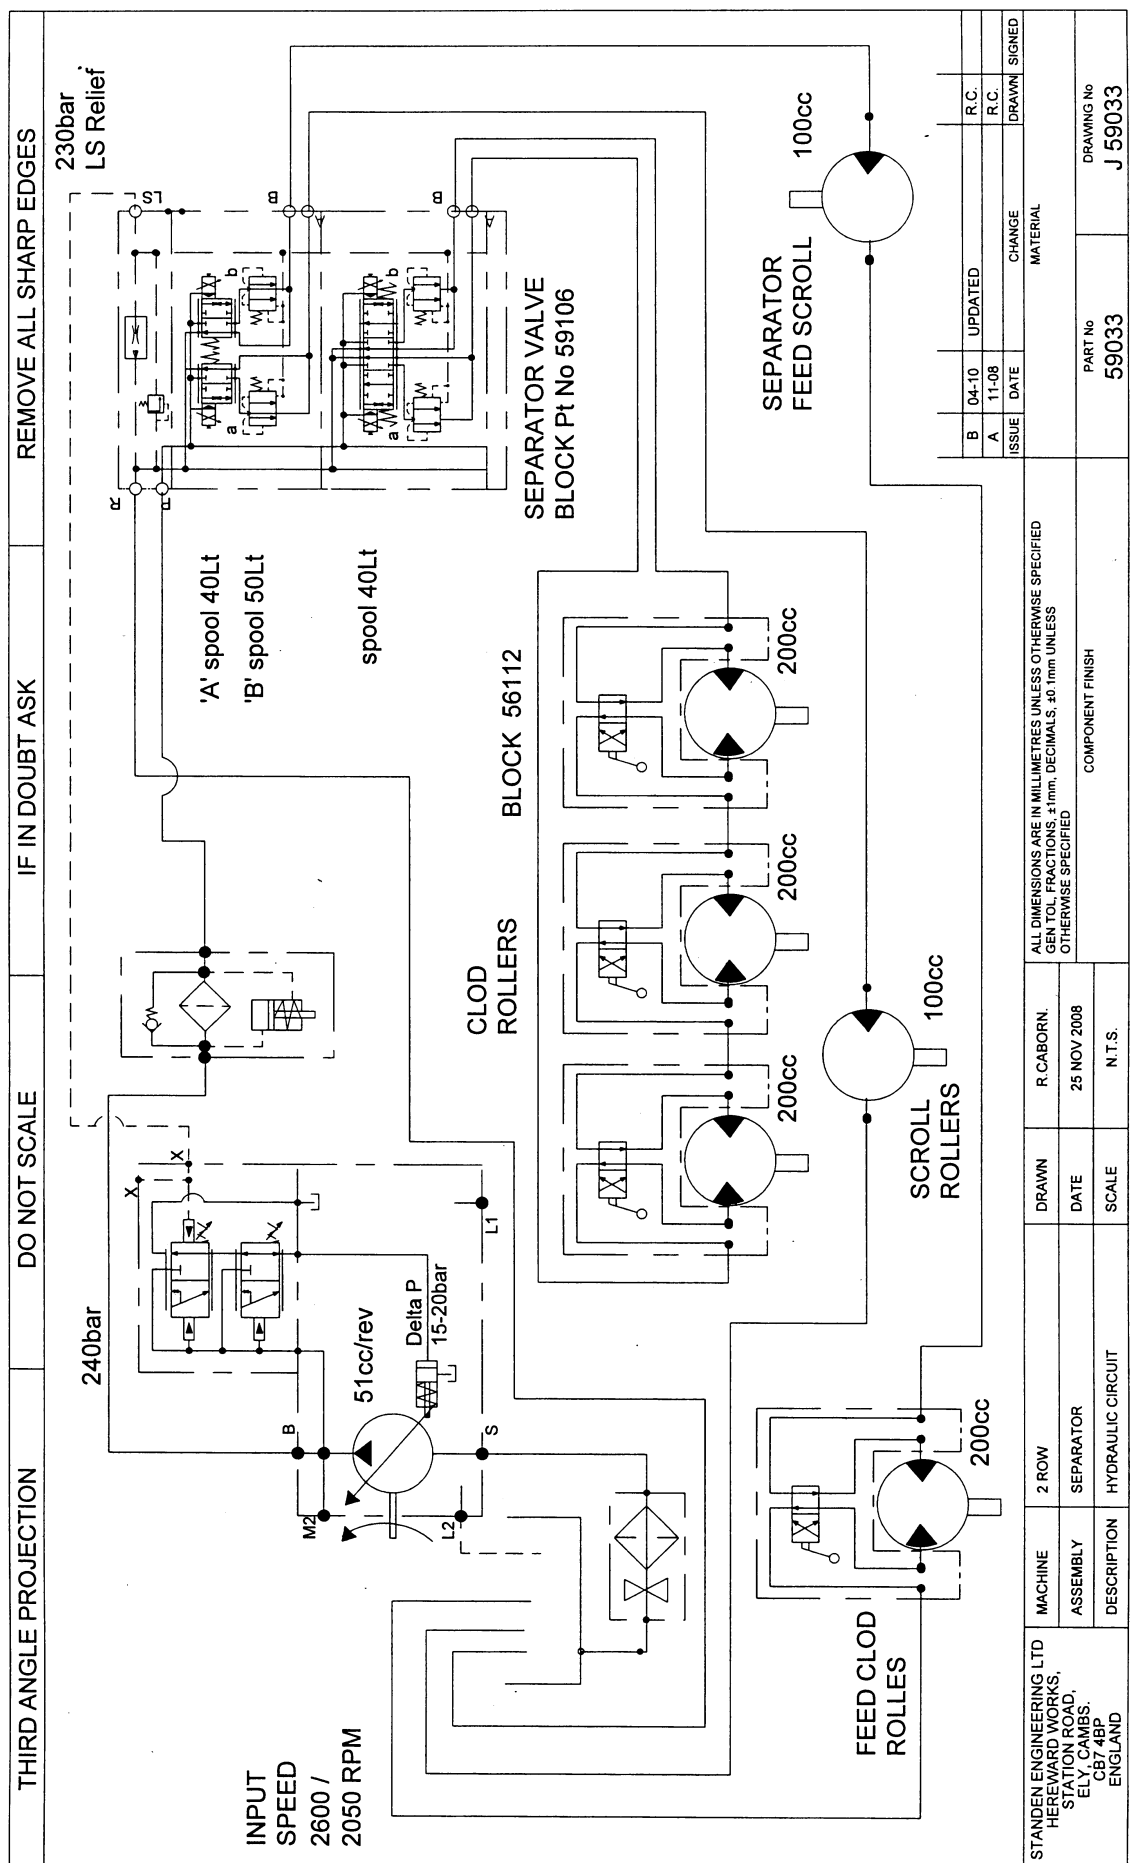 THIRD ANGLE PROJECTION
DO NOT SCALE
IF IN DOUBT ASK
REMOVE ALL SHARP EDGES
230bar
LS Relief
240bar
X
X
R
P
LS
B
A
B
A
a
b
a
b
'A' spool 40Lt
'B' spool 50Lt
spool 40Lt
SEPARATOR VALVE
BLOCK Pt No 59106
INPUT
SPEED
2600 /
2050 RPM
M2
B
L2
S
L1
51cc/rev
Delta P
15-20bar
CLOD
ROLLERS
BLOCK 56112
200cc
200cc
200cc
SCROLL
ROLLERS
100cc
SEPARATOR
FEED SCROLL
100cc
FEED CLOD
ROLLES
200cc
STANDEN ENGINEERING LTD
HEREWARD WORKS,
STATION ROAD,
ELY, CAMBS.
CB7 4BP
ENGLAND
MACHINE 2 ROW
ASSEMBLY SEPARATOR
DESCRIPTION HYDRAULIC CIRCUIT
DRAWN R.CABORN.
DATE 25 NOV 2008
SCALE N.T.S.
ALL DIMENSIONS ARE IN MILLIMETRES UNLESS OTHERWISE SPECIFIED
GEN TOL, FRACTIONS, ±1mm, DECIMALS, ±0.1mm UNLESS
OTHERWISE SPECIFIED
COMPONENT FINISH
B 04-10 UPDATED R.C.
A 11-08 R.C.
ISSUE DATE CHANGE DRAWN SIGNED
MATERIAL
PART No
59033
DRAWING No
J 59033